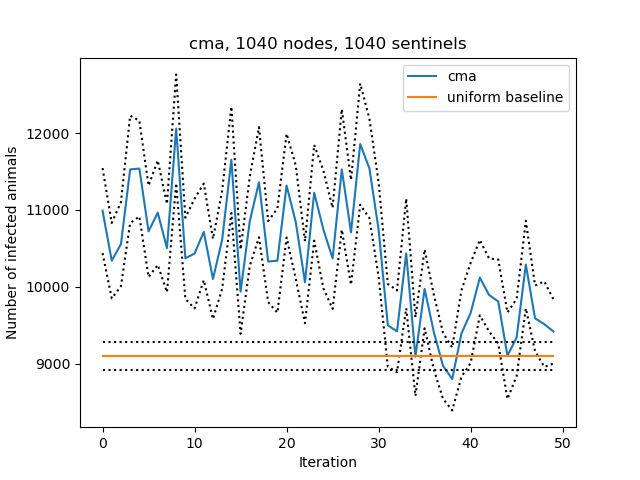 cma, 1040 nodes, 1040 sentinels
cma
uniform baseline
Number of infected animals
12000
11000
10000
9000
0 10 20 30 40 50
Iteration